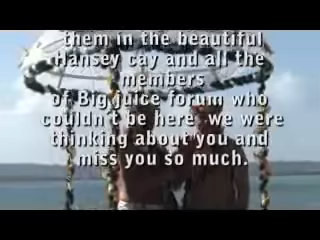 them in the beautiful
Hansey cay and all the
members
of Big juice forum who
couldn't be here we were
thinking about you and
miss you so much.